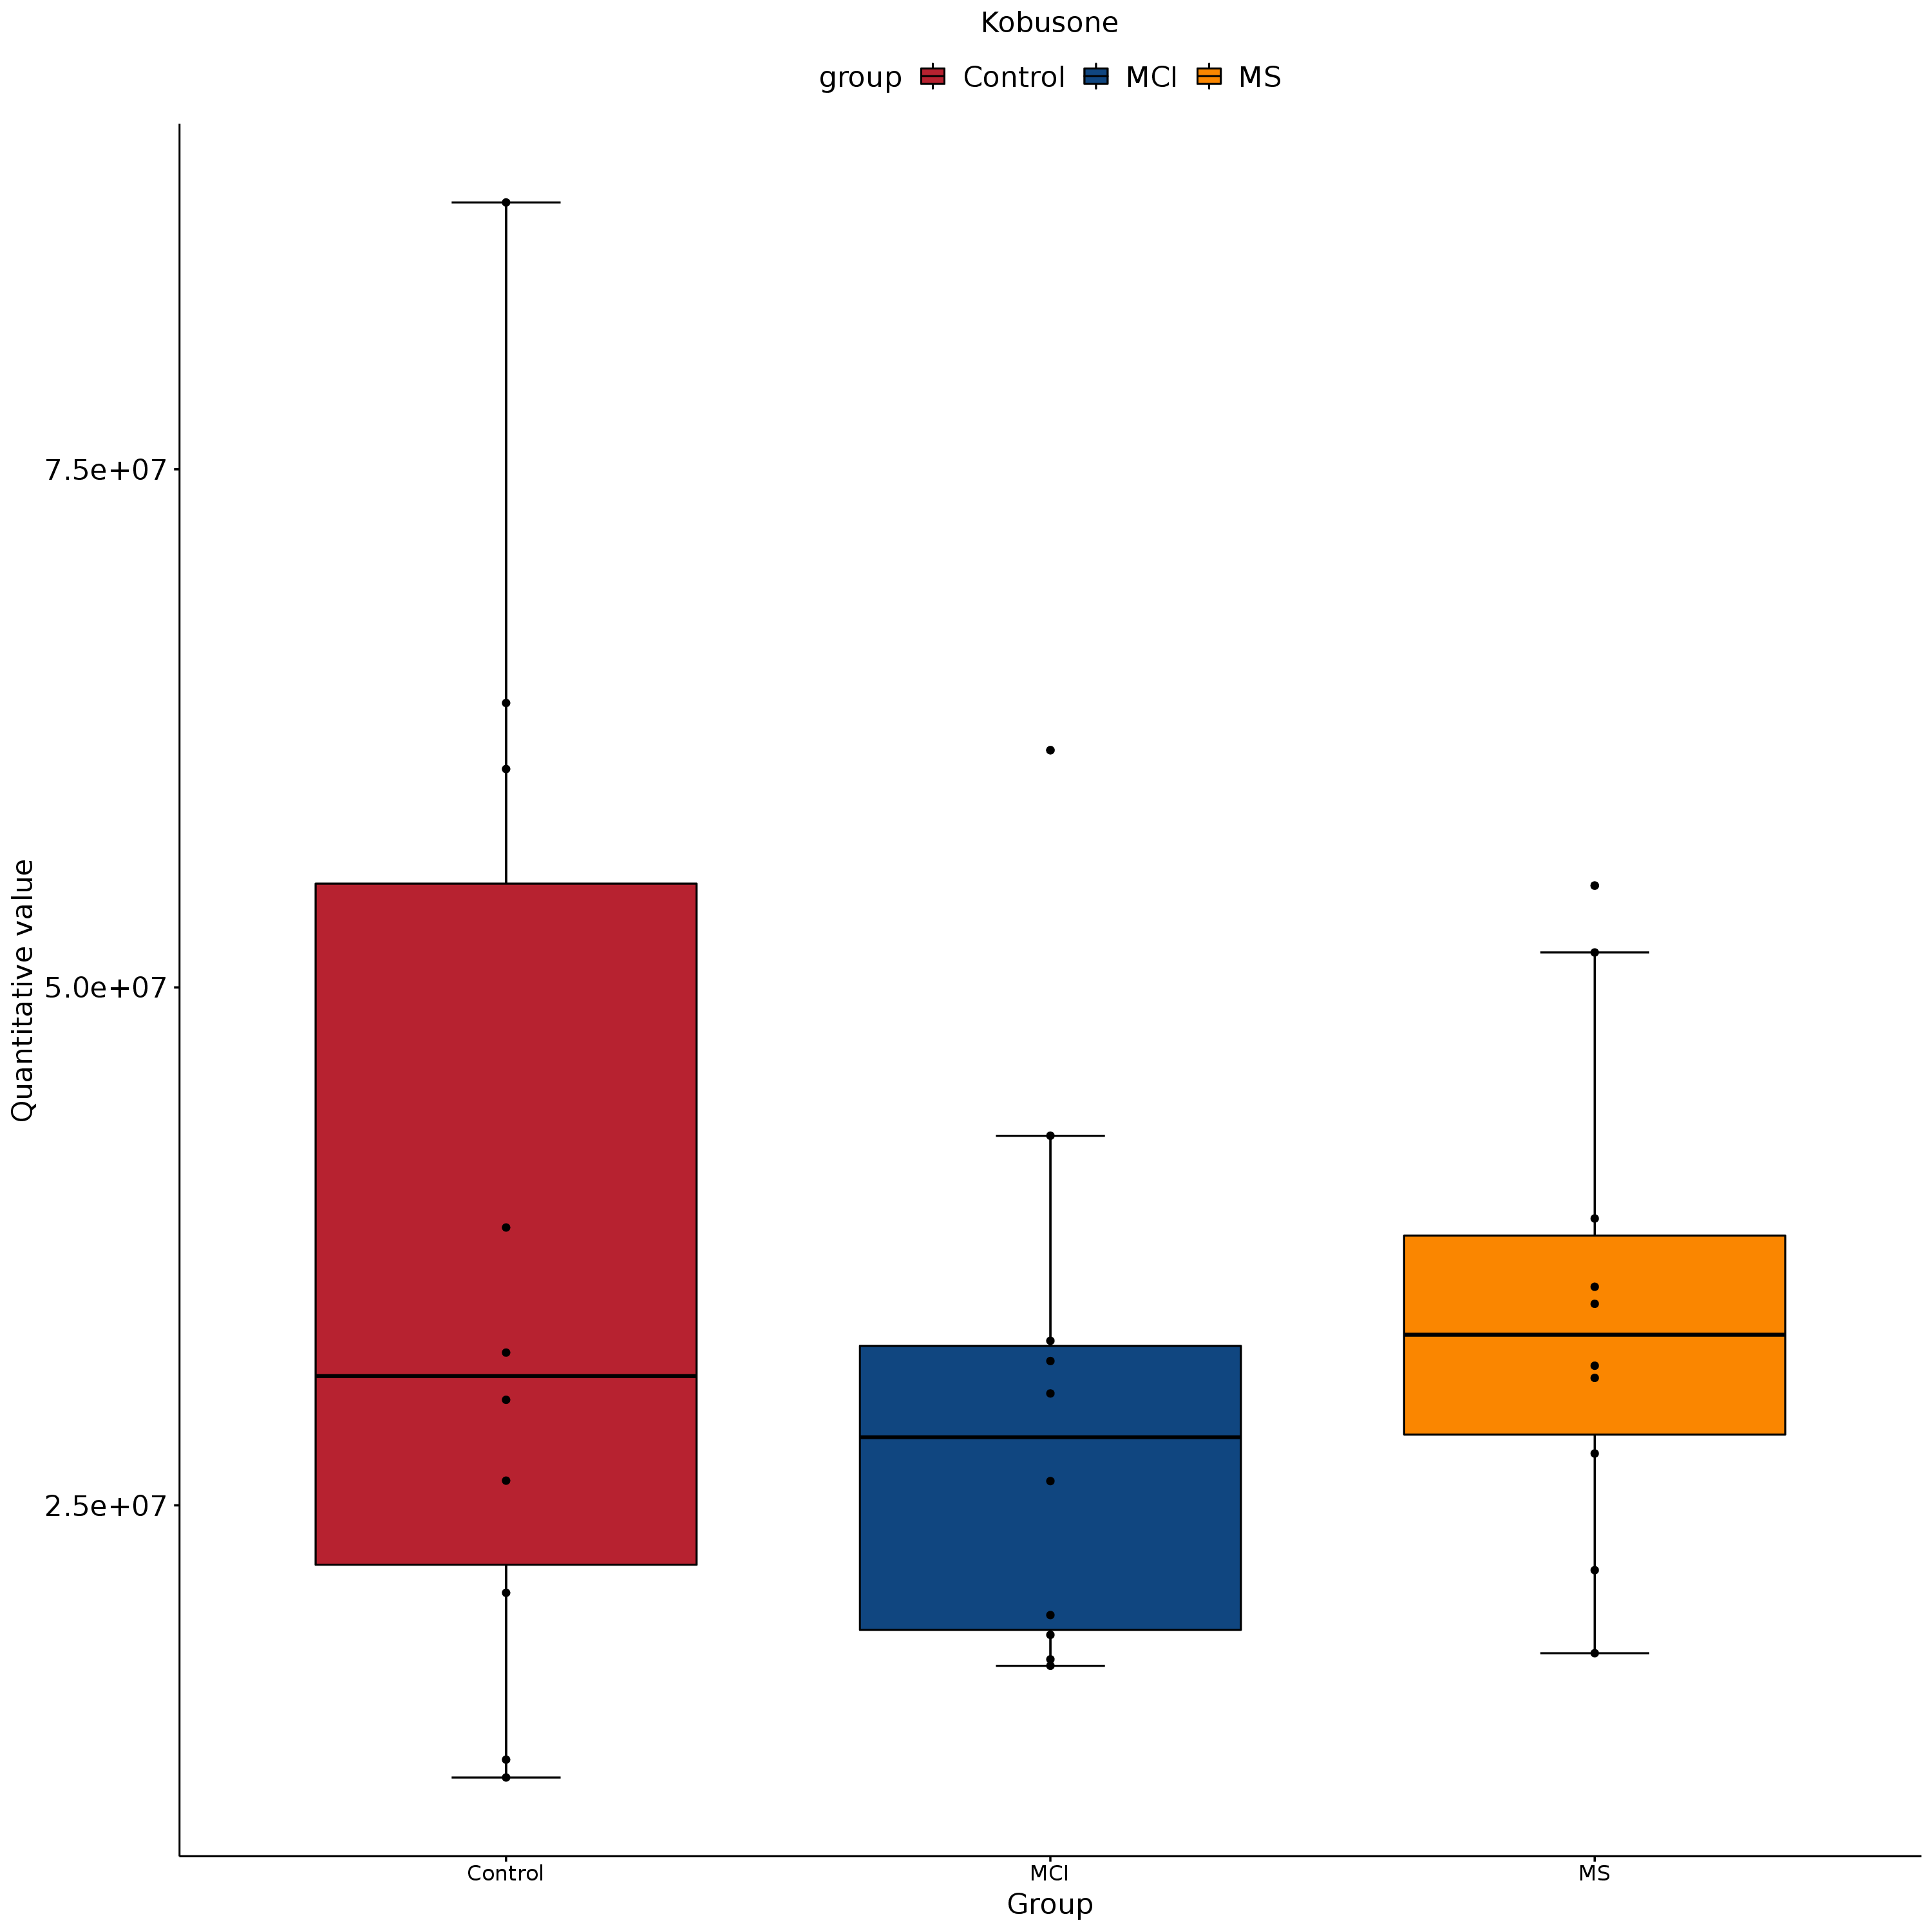 Kobusone
group Control MCI MS
Quantitative value
7.5e+07
5.0e+07
2.5e+07
Control MCI MS
Group